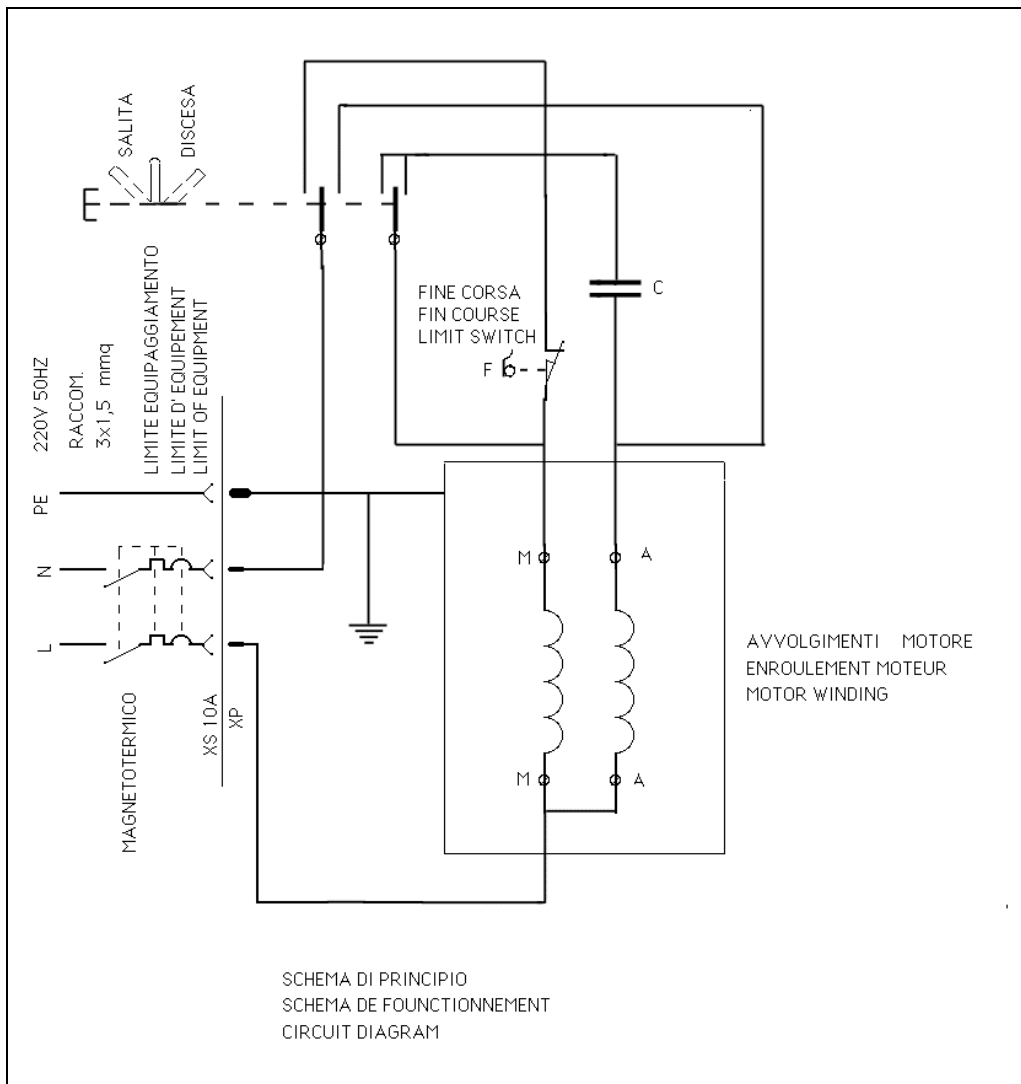 SALITA
DISCESA
220V 50HZ
RACCOM.
3x1,5 mmq
LIMITE EQUIPAGGIAMENTO
LIMITE D' EQUIPEMENT
LIMIT OF EQUIPMENT
FINE CORSA
FIN COURSE
LIMIT SWITCH
F
C
PE
N
L
MAGNETOTERMICO
XS 10A
XP
M
A
M
A
AVVOLGIMENTI MOTORE
ENROULEMENT MOTEUR
MOTOR WINDING
SCHEMA DI PRINCIPIO
SCHEMA DE FOUNCTIONNEMENT
CIRCUIT DIAGRAM